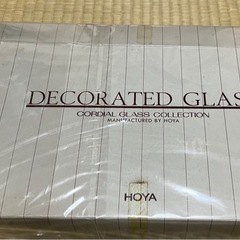 DECORATED GLAS
CORDIAL GLASS COLLECTION
MANUFACTURED BY HOYA
HOYA